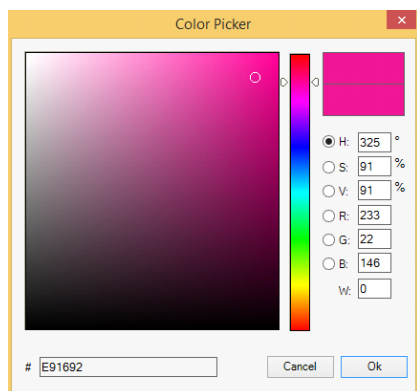 Color Picker
H: 325 °
S: 91 %
V: 91 %
R: 233
G: 22
B: 146
W: 0
# E91692
Cancel Ok